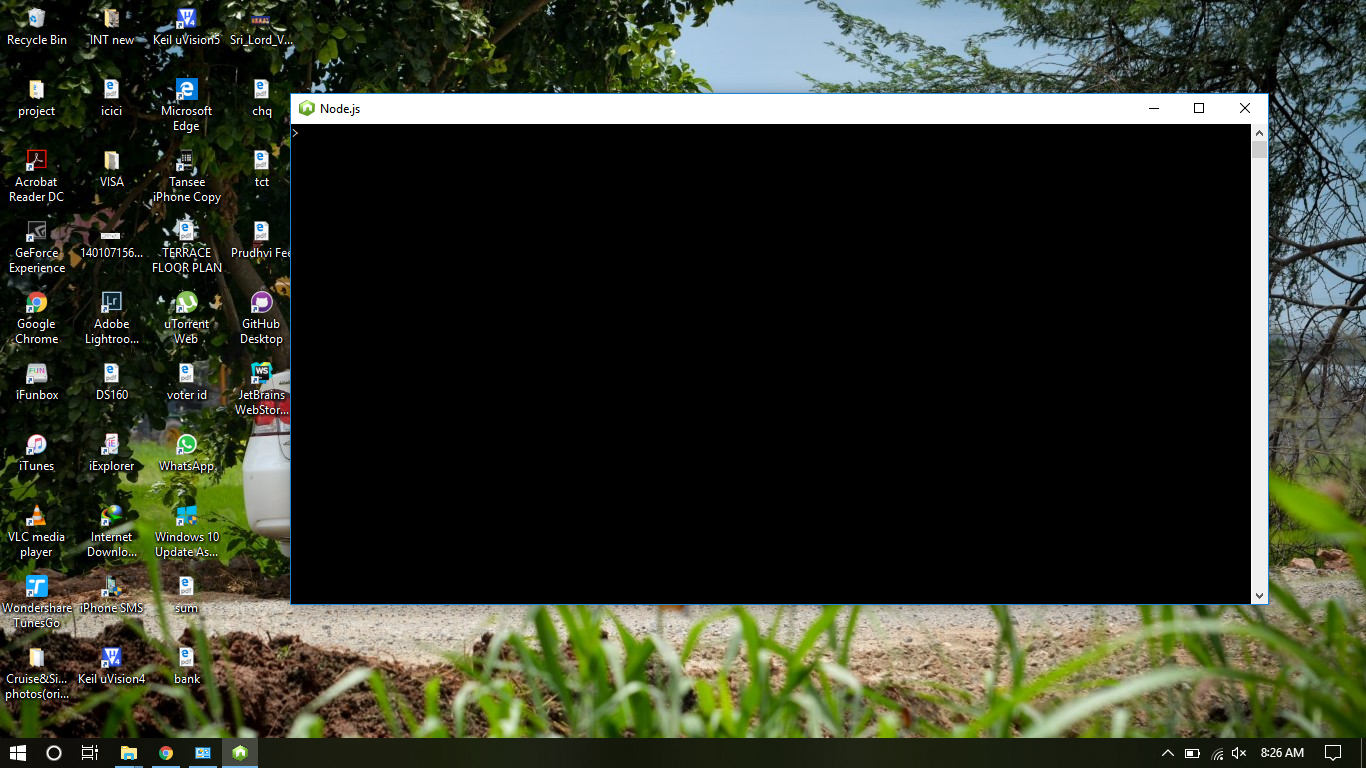 Recycle Bin
INT new
Keil uVision5
Sri_Lord_V...
project
icici
Microsoft
Edge
chq
Acrobat
Reader DC
VISA
Tansee
iPhone Copy
tct
GeForce
Experience
140107156...
TERRACE
FLOOR PLAN
Prudhvi Fee
Google
Chrome
Adobe
Lightroo...
uTorrent
Web
GitHub
Desktop
iFunbox
DS160
voter id
JetBrains
WebStor...
iTunes
iExplorer
WhatsApp
VLC media
player
Internet
Downlo...
Windows 10
Update As...
Wondershare
TunesGo
iPhone SMS
sum
Cruise&Si...
photos(ori...
Keil uVision4
bank
Node.js
>
8:26 AM